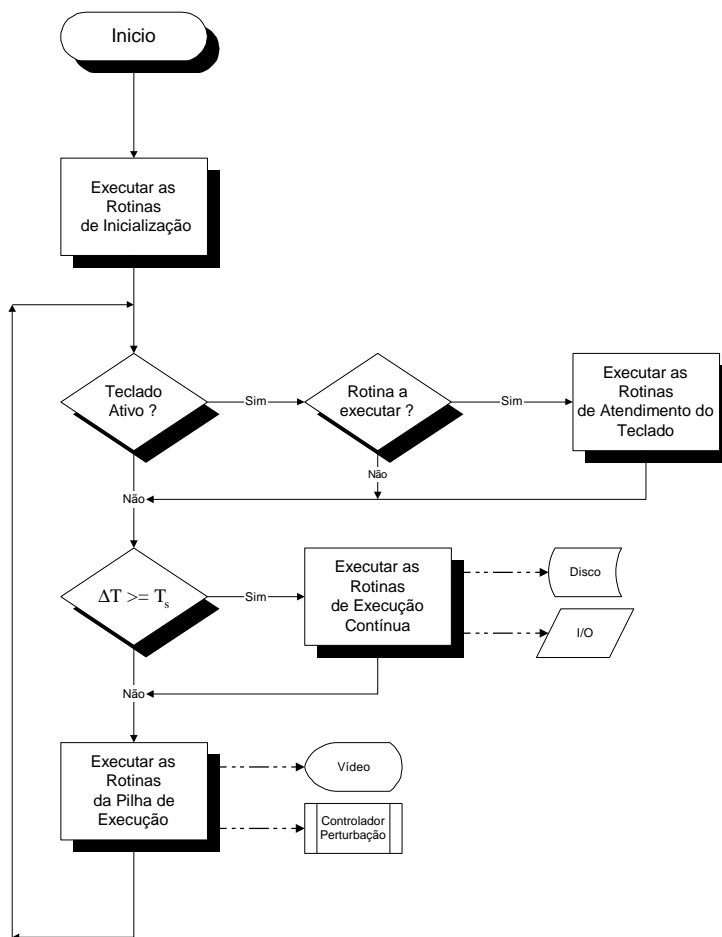 Inicio
Executar as
Rotinas
de Inicialização
Teclado
Ativo ?
Sim
Rotina a
executar ?
Sim
Executar as
Rotinas
de Atendimento do
Teclado
Não
Não
ΔT >= Ts
Sim
Executar as
Rotinas
de Execução
Contínua
Disco
I/O
Não
Executar as
Rotinas
da Pilha de
Execução
Vídeo
Controlador
Perturbação